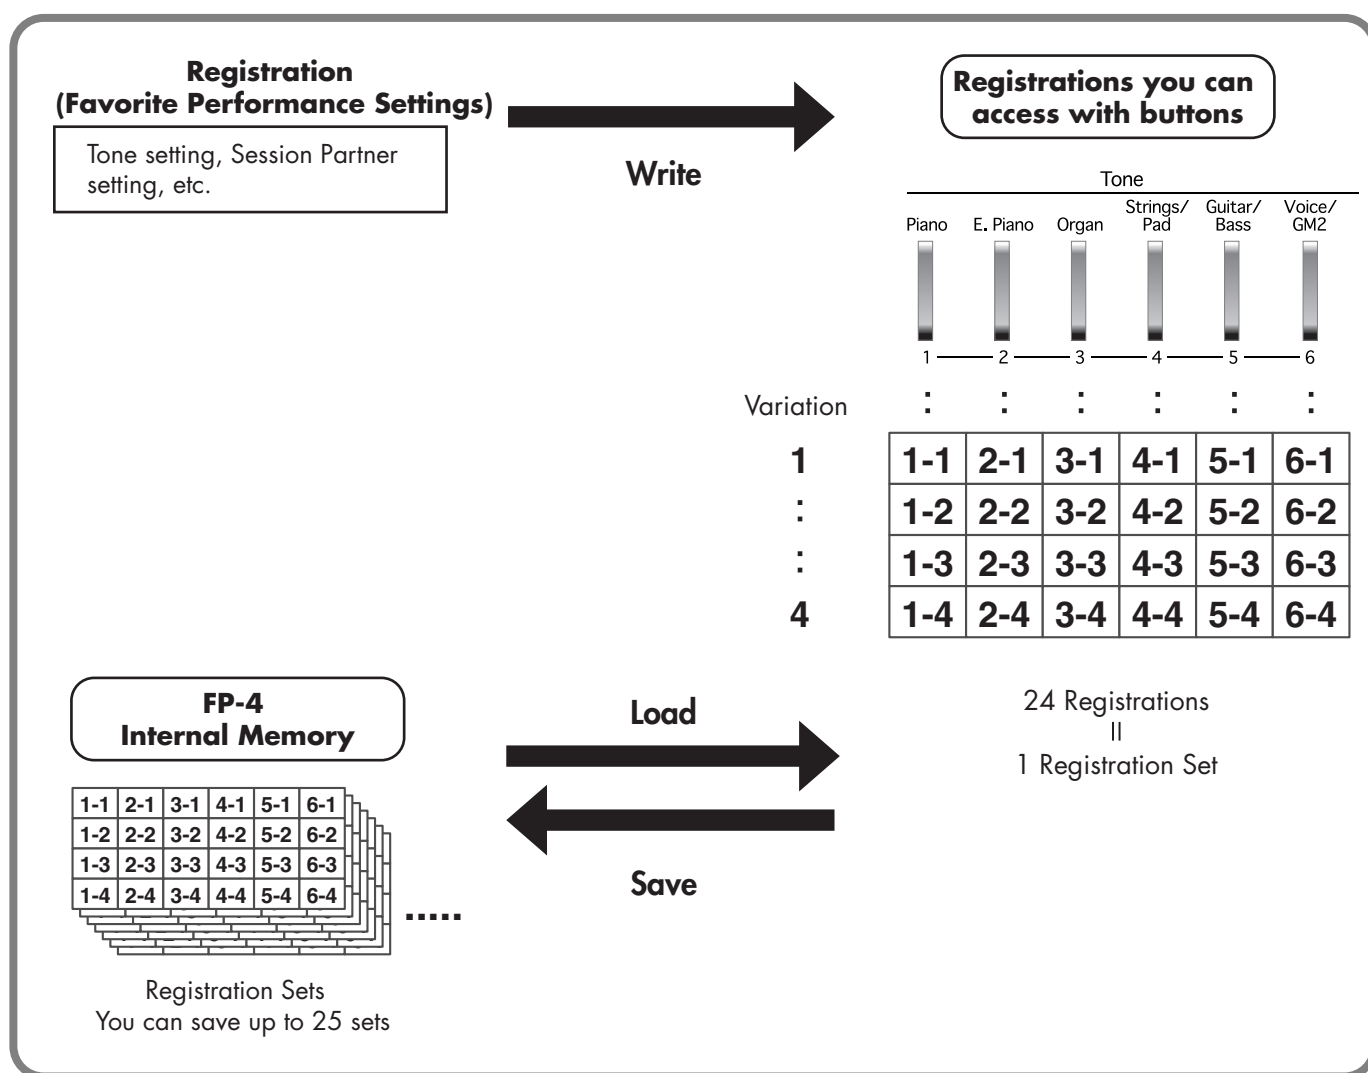 Registration
(Favorite Performance Settings)
Tone setting, Session Partner
setting, etc.
Write
Registrations you can
access with buttons
Tone
Piano E. Piano Organ Strings/Pad Guitar/Bass Voice/GM2
1 2 3 4 5 6
Variation : : : : : :
1 1-1 2-1 3-1 4-1 5-1 6-1
: 1-2 2-2 3-2 4-2 5-2 6-2
: 1-3 2-3 3-3 4-3 5-3 6-3
4 1-4 2-4 3-4 4-4 5-4 6-4
24 Registrations
=
1 Registration Set
FP-4
Internal Memory
Load
Save
1-1 2-1 3-1 4-1 5-1 6-1
1-2 2-2 3-2 4-2 5-2 6-2
1-3 2-3 3-3 4-3 5-3 6-3
1-4 2-4 3-4 4-4 5-4 6-4
.....
Registration Sets
You can save up to 25 sets